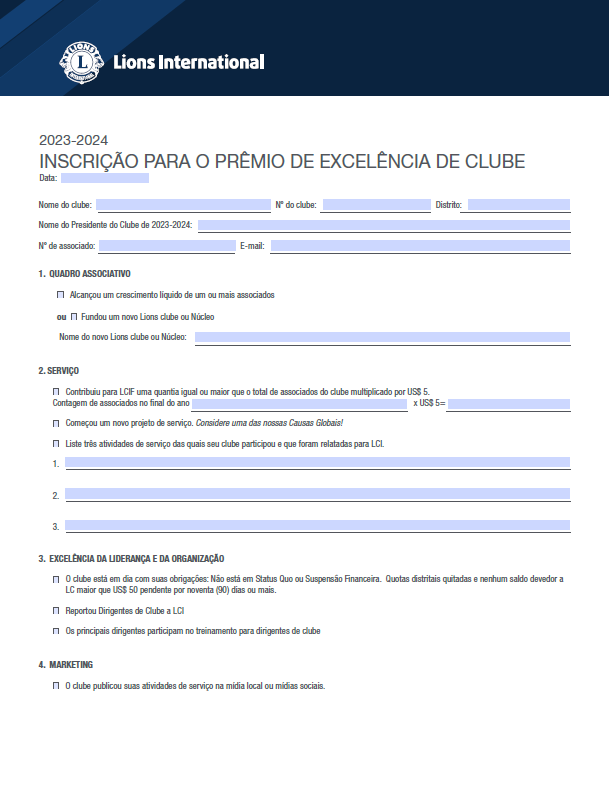 LIONS
L
INTERNATIONAL
Lions International
2023-2024
INSCRIÇÃO PARA O PRÊMIO DE EXCELÊNCIA DE CLUBE
Data:
Nome do clube: Nº do clube: Distrito:
Nome do Presidente do Clube de 2023-2024:
Nº de associado: E-mail:
1. QUADRO ASSOCIATIVO
Alcançou um crescimento líquido de um ou mais associados
ou Fundou um novo Lions clube ou Núcleo
Nome do novo Lions clube ou Núcleo:
2. SERVIÇO
Contribuiu para LCIF uma quantia igual ou maior que o total de associados do clube multiplicado por US$ 5.
Contagem de associados no final do ano x US$ 5=
Começou um novo projeto de serviço. Considere uma das nossas Causas Globais!
Liste três atividades de serviço das quais seu clube participou e que foram relatadas para LCI.
1.
2.
3.
3. EXCELÊNCIA DA LIDERANÇA E DA ORGANIZAÇÃO
O clube está em dia com suas obrigações: Não está em Status Quo ou Suspensão Financeira. Quotas distritais quitadas e nenhum saldo devedor a
LC maior que US$ 50 pendente por noventa (90) dias ou mais.
Reportou Dirigentes de Clube a LCI
Os principais dirigentes participam no treinamento para dirigentes de clube
4. MARKETING
O clube publicou suas atividades de serviço na mídia local ou mídias sociais.